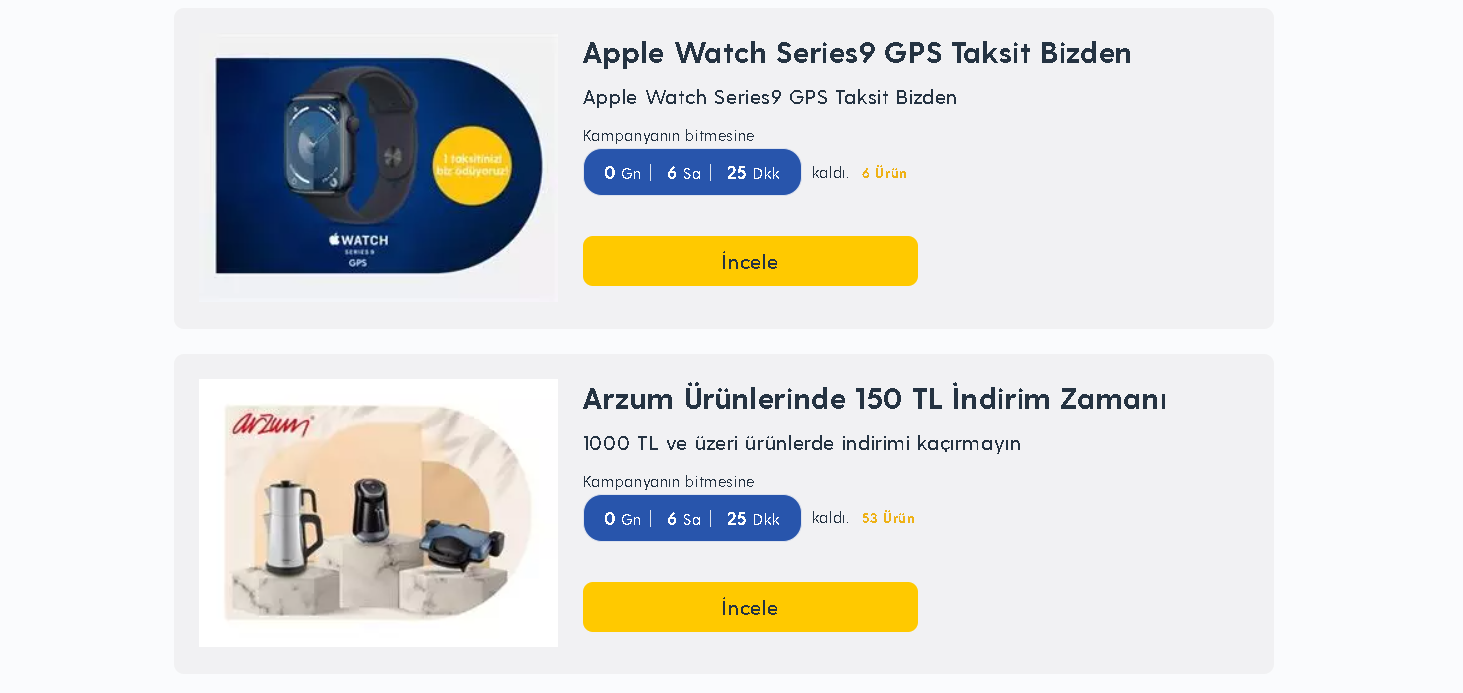 Apple Watch Series9 GPS Taksit Bizden
Apple Watch Series9 GPS Taksit Bizden
Kampanyanın bitmesine
0 Gn | 6 Sa | 25 Dkk kaldı. 6 Ürün
1 taksitinizi
biz ödüyoruz!
WATCH
SERIES 9
GPS
İncele
Arzum Ürünlerinde 150 TL İndirim Zamanı
arzum
1000 TL ve üzeri ürünlerde indirimi kaçırmayın
Kampanyanın bitmesine
0 Gn | 6 Sa | 25 Dkk kaldı. 53 Ürün
İncele